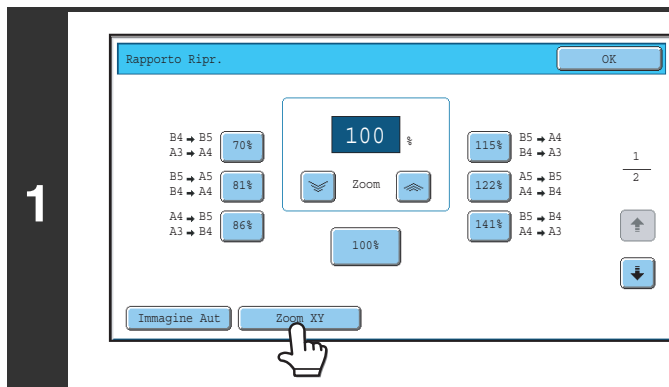 1
Rapporto Ripr. OK
B4 → B5
A3 → A4
70%
B5 → A5
B4 → A4
81%
A4 → B5
A3 → B4
86%
100 %
Zoom
100%
115%
B5 → A4
B4 → A3
122%
A5 → B5
A4 → B4
141%
B5 → B4
A4 → A3
1
2
Immagine Aut Zoom XY